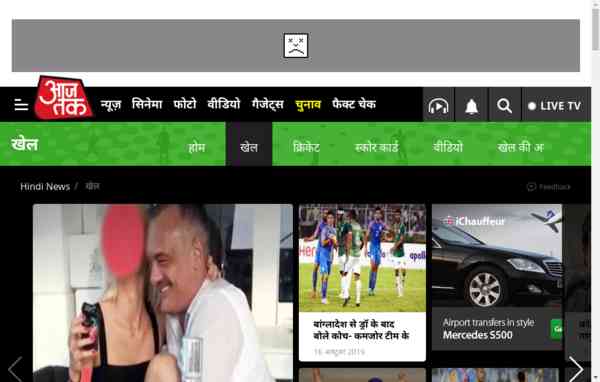 आज तक
न्यूज़ सिनेमा फोटो वीडियो गैजेट्स चुनाव फैक्ट चेक
LIVE TV
खेल
होम खेल क्रिकेट स्कोर कार्ड वीडियो खेल की अ
Hindi News / खेल
Feedback
iChauffeur
Airport transfers in style
Mercedes S500
बांग्लादेश से ड्रॉ के बाद
बोले कोच- कमजोर टीम के
16 अक्टूबर 2019